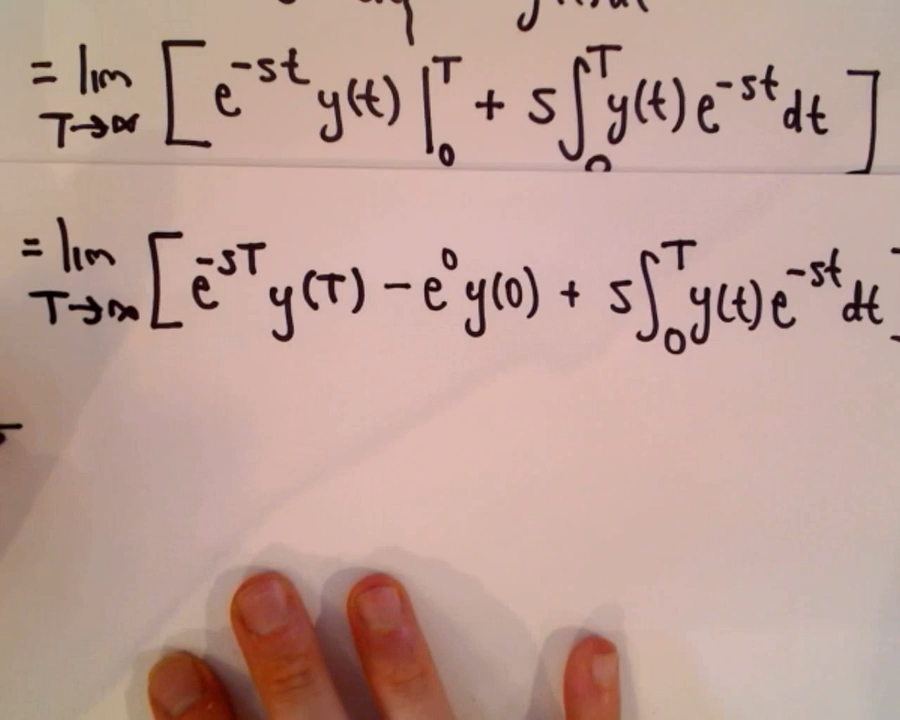 = lim T→∞ [ e^{-st} y(t) |_0^T + s ∫_0^T y(t) e^{-st} dt ]
= lim T→∞ [ e^{-sT} y(T) - e^0 y(0) + s ∫_0^T y(t) e^{-st} dt ]